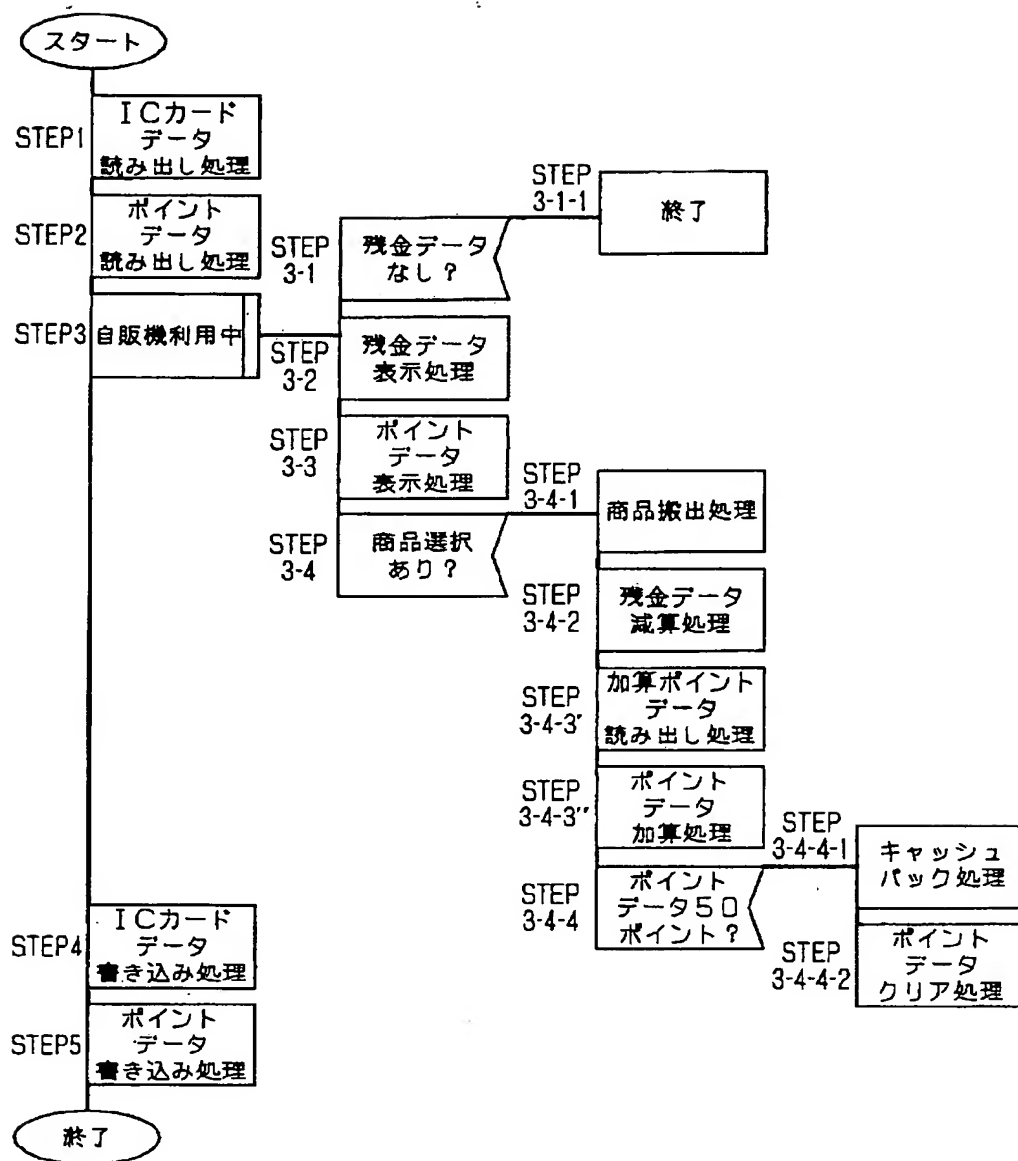 スタート
STEP1
ICカード
データ
読み出し処理
STEP2
ポイント
データ
読み出し処理
STEP3
自販機利用中
STEP
3-1
残金データ
なし?
STEP
3-1-1
終了
STEP
3-2
残金データ
表示処理
STEP
3-3
ポイント
データ
表示処理
STEP
3-4
商品選択
あり?
STEP
3-4-1
商品搬出処理
STEP
3-4-2
残金データ
減算処理
STEP
3-4-3'
加算ポイント
データ
読み出し処理
STEP
3-4-3''
ポイント
データ
加算処理
STEP
3-4-4
ポイント
データ50
ポイント?
STEP
3-4-4-1
キャッシュ
バック処理
STEP
3-4-4-2
ポイント
データ
クリア処理
STEP4
ICカード
データ
書き込み処理
STEP5
ポイント
データ
書き込み処理
終了